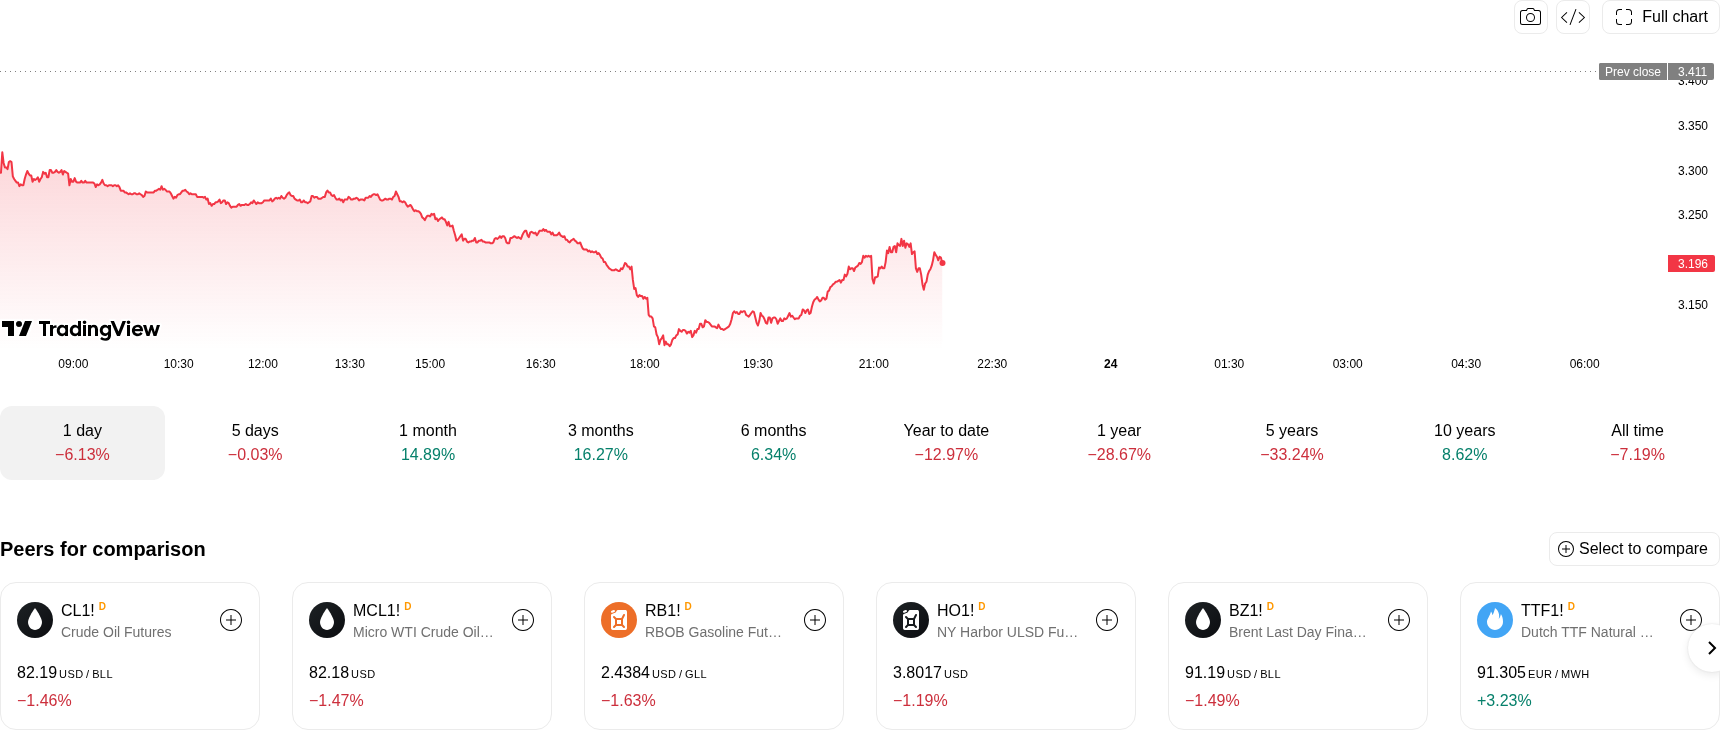 Full chart
Prev close 3.411
3.400
3.350
3.300
3.250
3.196
3.150
TradingView
09:00 10:30 12:00 13:30 15:00 16:30 18:00 19:30 21:00 22:30 24 01:30 03:00 04:30 06:00
1 day 5 days 1 month 3 months 6 months Year to date 1 year 5 years 10 years All time
−6.13% −0.03% 14.89% 16.27% 6.34% −12.97% −28.67% −33.24% 8.62% −7.19%
Peers for comparison
Select to compare
CL1! D
Crude Oil Futures
82.19 USD / BLL
−1.46%
MCL1! D
Micro WTI Crude Oil…
82.18 USD
−1.47%
RB1! D
RBOB Gasoline Fut…
2.4384 USD / GLL
−1.63%
HO1! D
NY Harbor ULSD Fu…
3.8017 USD
−1.19%
BZ1! D
Brent Last Day Fina…
91.19 USD / BLL
−1.49%
TTF1! D
Dutch TTF Natural …
91.305 EUR / MWH
+3.23%